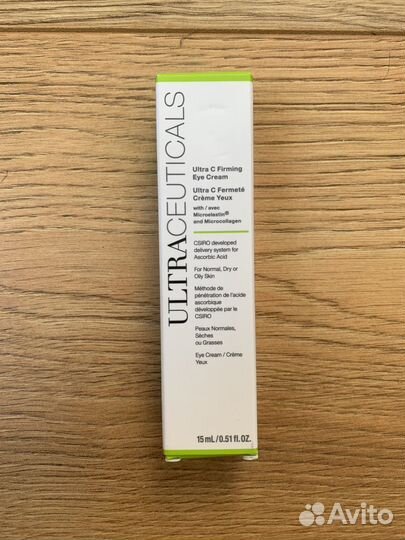 ULTRACEUTICALS
Ultra C Firming
Eye Cream
Ultra C Fermeté
Crème Yeux
with / avec
Microelastin®
and Microcollagen
CSIRO developed
delivery system for
Ascorbic Acid
For Normal, Dry or
Oily Skin
Méthode de
pénétration de l'acide
ascorbique
développée par le
CSIRO
Peaux Normales,
Sèches
ou Grasses
Eye Cream / Crème
Yeux
15 mL / 0.51 fl. OZ.
Avito